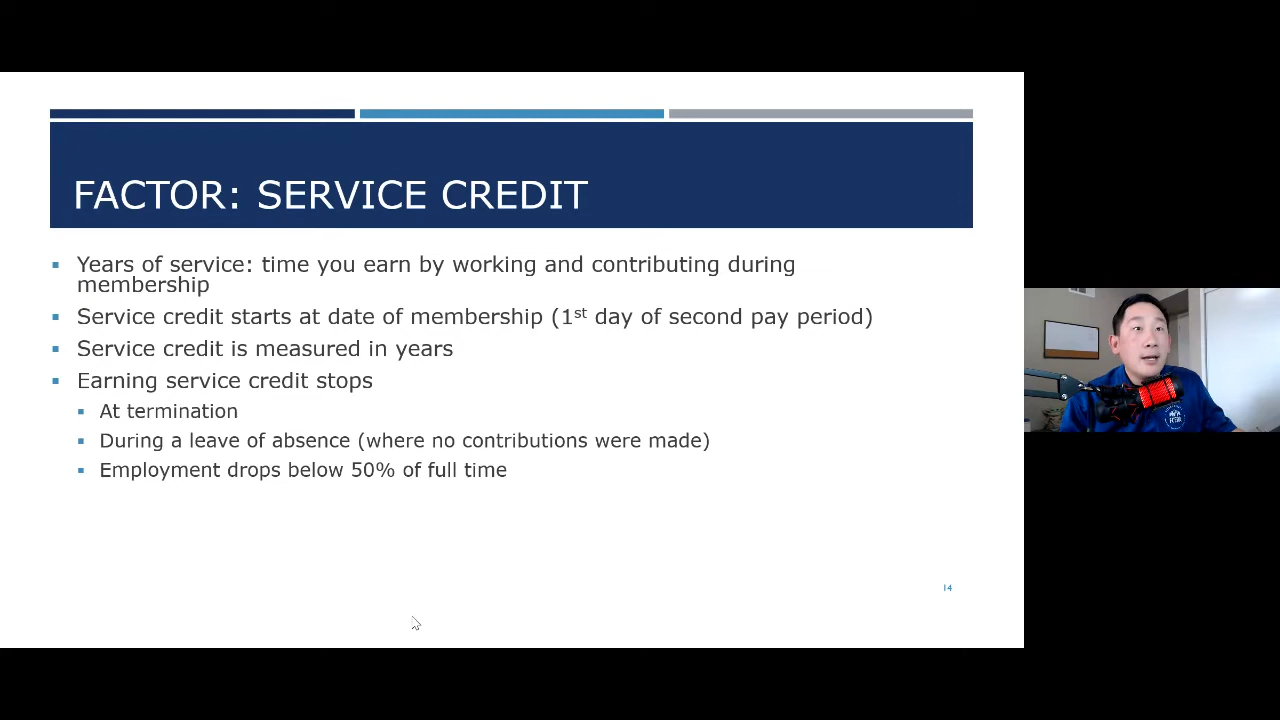 FACTOR: SERVICE CREDIT
Years of service: time you earn by working and contributing during
membership
Service credit starts at date of membership (1st day of second pay period)
Service credit is measured in years
Earning service credit stops
At termination
During a leave of absence (where no contributions were made)
Employment drops below 50% of full time
14